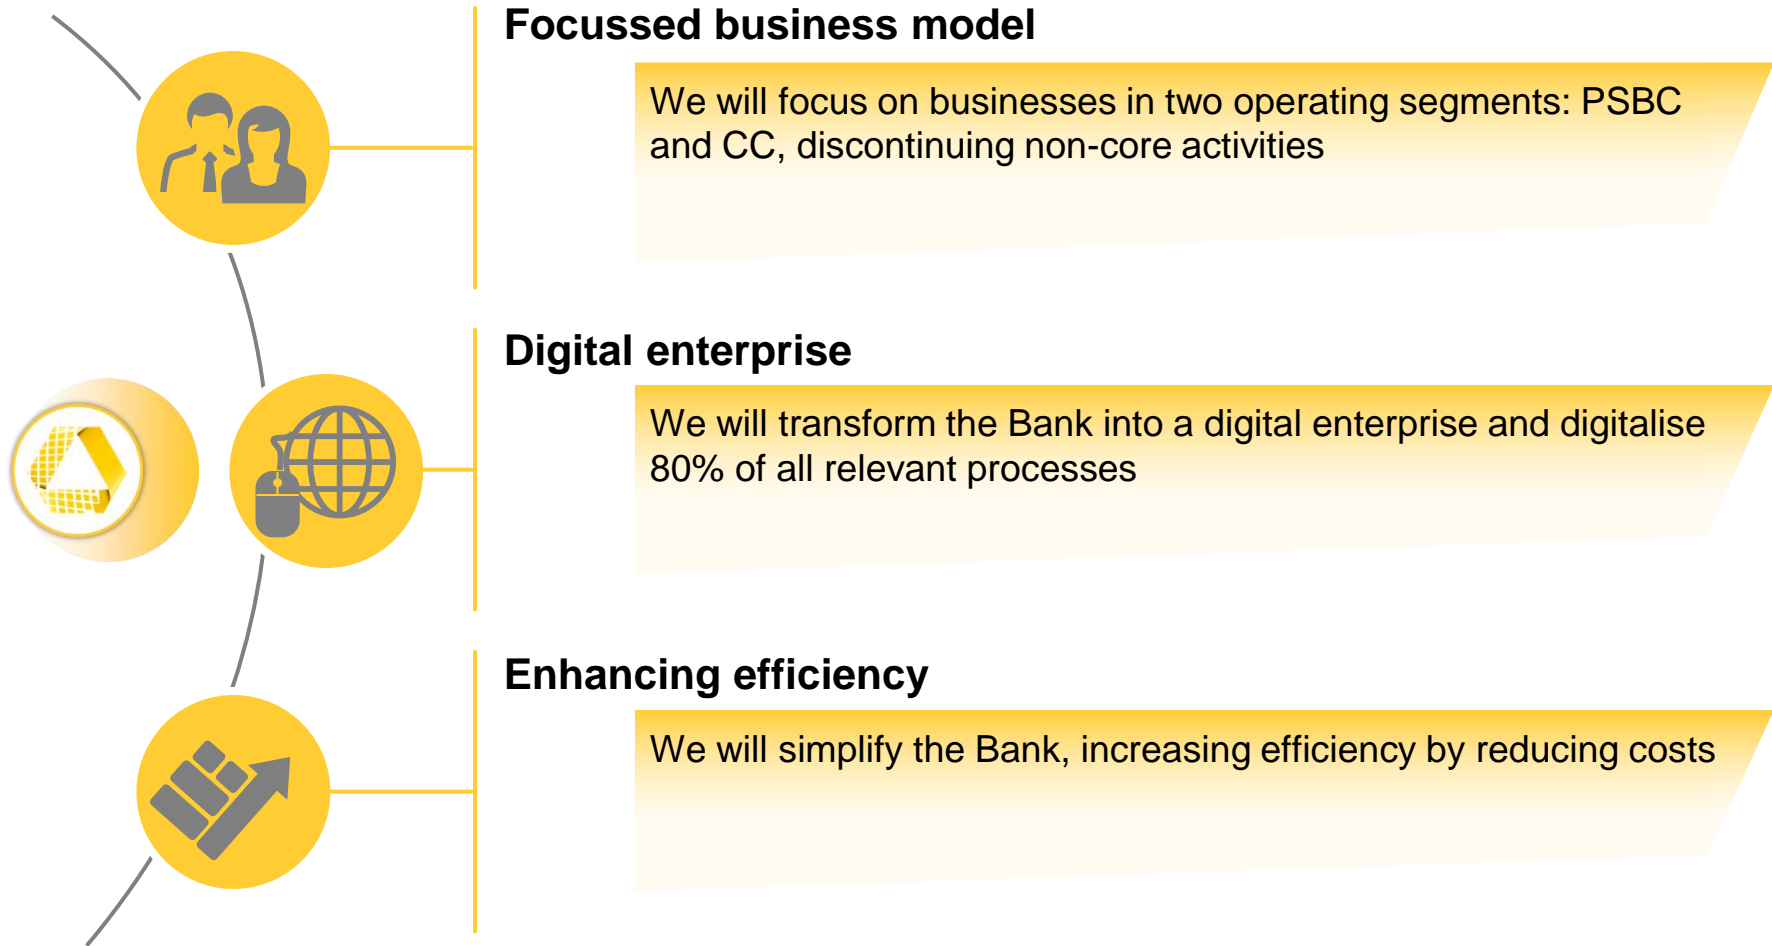 Focussed business model
We will focus on businesses in two operating segments: PSBC
and CC, discontinuing non-core activities
Digital enterprise
We will transform the Bank into a digital enterprise and digitalise
80% of all relevant processes
Enhancing efficiency
We will simplify the Bank, increasing efficiency by reducing costs